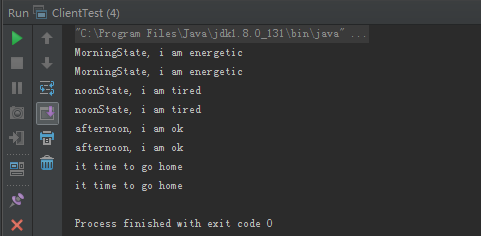 Run ClientTest (4)
"C:\Program Files\Java\jdk1.8.0_131\bin\java" ...
MorningState, i am energetic
MorningState, i am energetic
noonState, i am tired
noonState, i am tired
afternoon, i am ok
afternoon, i am ok
it time to go home
it time to go home
Process finished with exit code 0